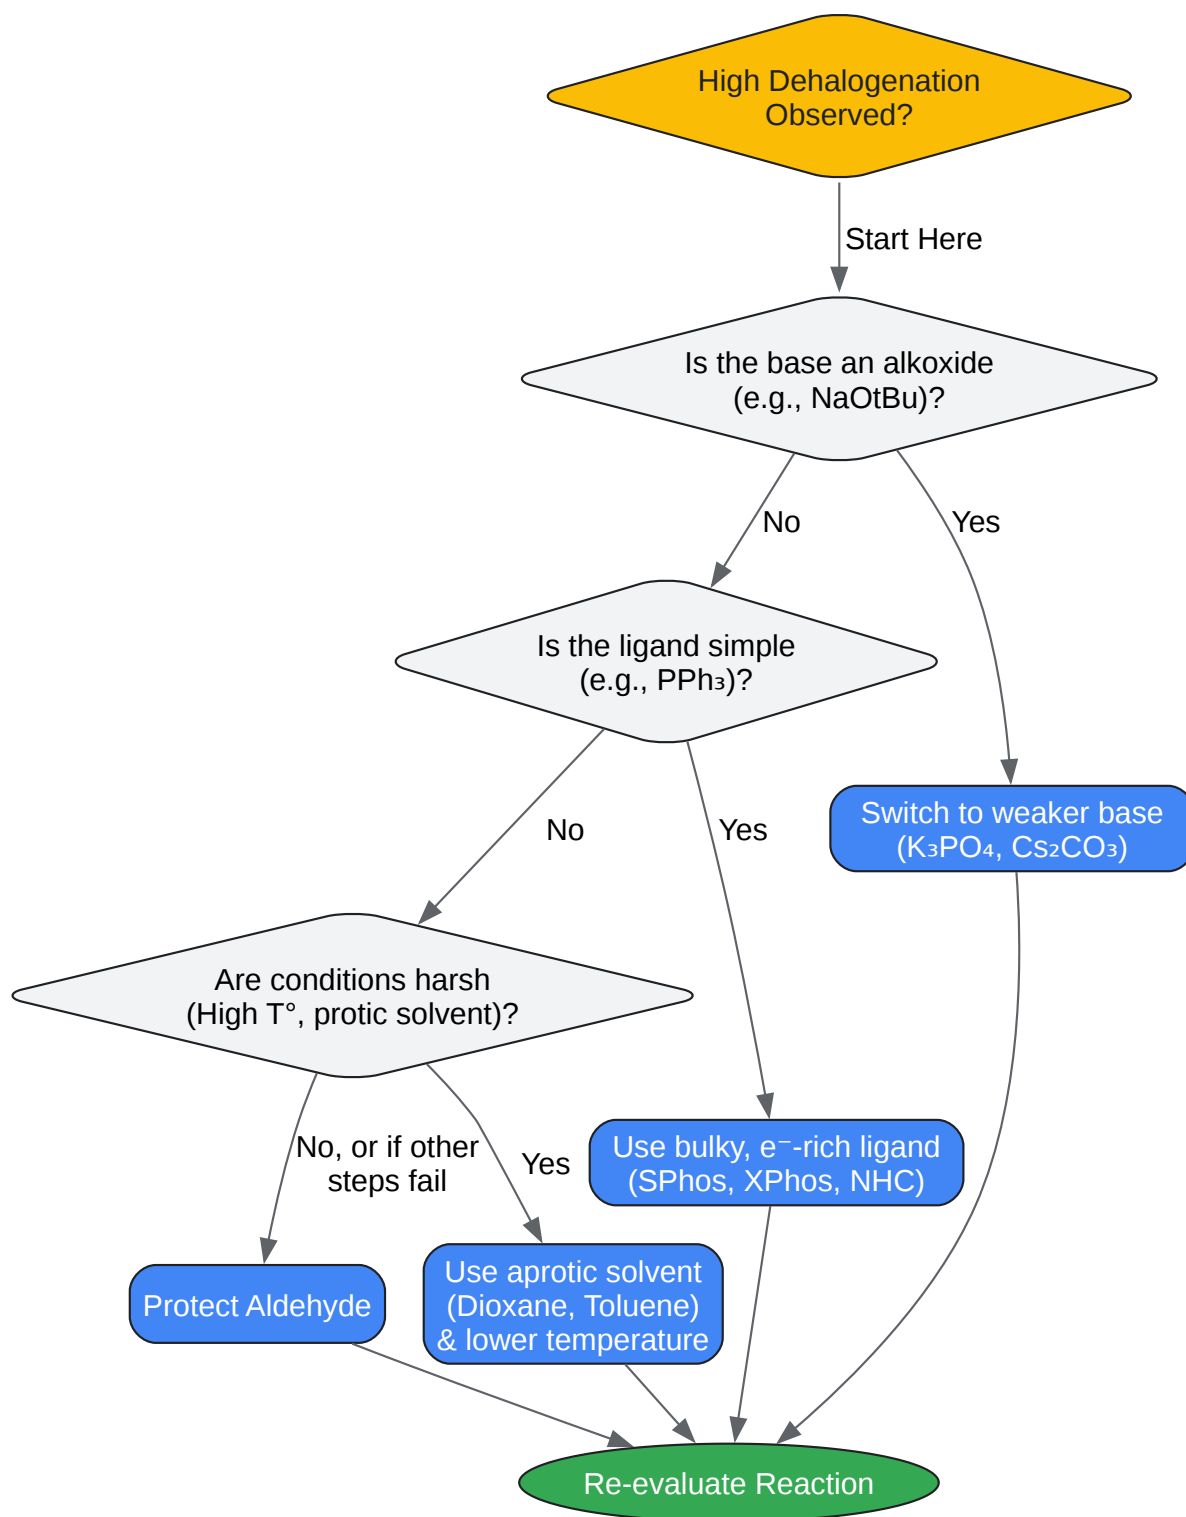 High Dehalogenation
Observed?
Start Here
Is the base an alkoxide
(e.g., NaOtBu)?
No
Yes
Is the ligand simple
(e.g., PPh₃)?
No
Yes
Switch to weaker base
(K₃PO₄, Cs₂CO₃)
Are conditions harsh
(High T°, protic solvent)?
No, or if other
steps fail
Yes
Use bulky, e⁻-rich ligand
(SPhos, XPhos, NHC)
Protect Aldehyde
Use aprotic solvent
(Dioxane, Toluene)
& lower temperature
Re-evaluate Reaction